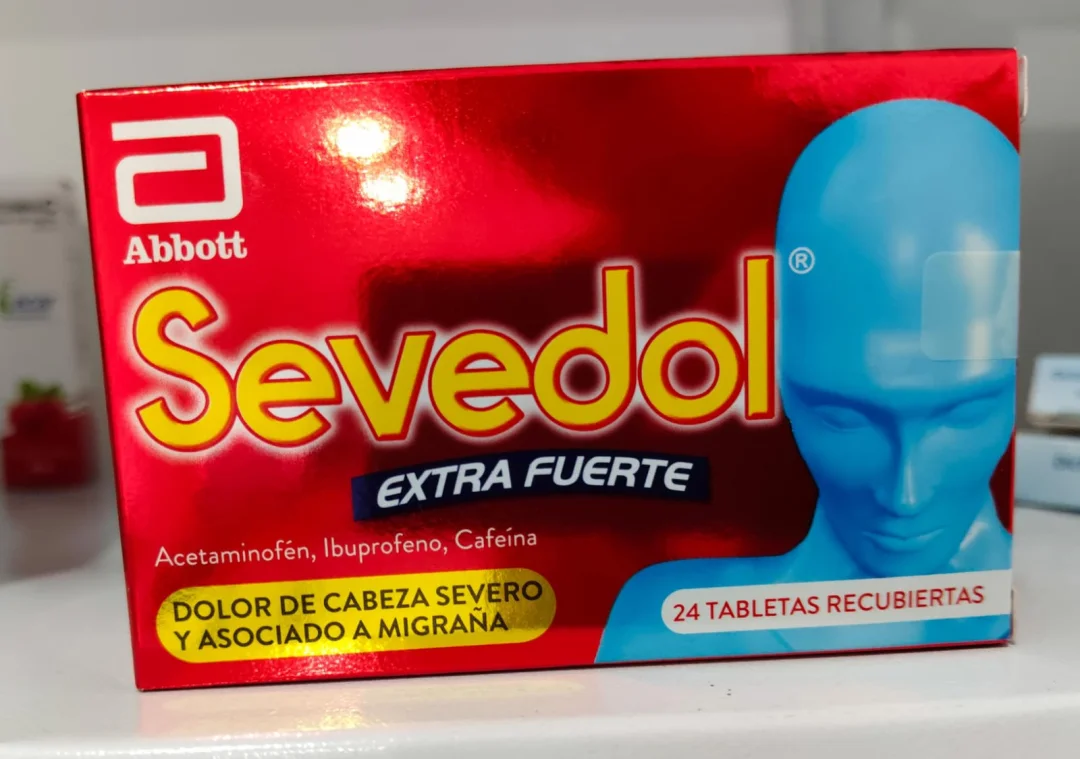 Abbott
Sevedol®
EXTRA FUERTE
Acetaminofén, Ibuprofeno, Cafeína
DOLOR DE CABEZA SEVERO
Y ASOCIADO A MIGRAÑA
24 TABLETAS RECUBIERTAS